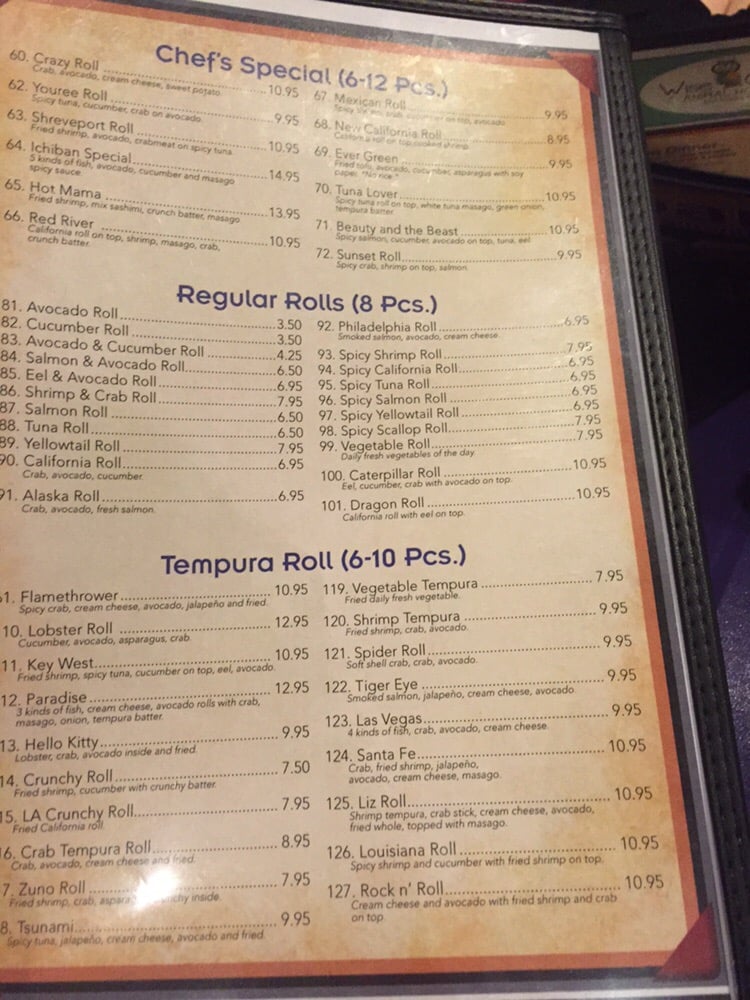 Chef's Special (6-12 Pcs.)
60. Crazy Roll 10.95
Crab, avocado, cream cheese, sweet potato.
62. Youree Roll 9.95
Spicy tuna, cucumber, crab on avocado.
63. Shreveport Roll 10.95
Fried shrimp, avocado, crabmeat on spicy tuna.
64. Ichiban Special 14.95
5 kinds of fish, avocado, cucumber and masago
spicy sauce.
65. Hot Mama 13.95
Fried shrimp, mix sashimi, crunch batter, masago.
66. Red River 10.95
California roll on top, shrimp, masago, crab,
crunch batter.
67 Mexican Roll 9.95
68. New California Roll 8.95
California roll on top cooked shrimp.
69. Ever Green 9.95
Fried tofu, avocado, cucumber, asparagus with soy
paper. "No rice."
70. Tuna Lover 10.95
Spicy tuna roll on top, white tuna masago, green onion,
tempura batter.
71. Beauty and the Beast 10.95
Spicy salmon, cucumber, avocado on top, tuna, eel.
72. Sunset Roll 9.95
Spicy crab, shrimp on top, salmon.
Regular Rolls (8 Pcs.)
81. Avocado Roll 3.50
82. Cucumber Roll 3.50
83. Avocado & Cucumber Roll 4.25
84. Salmon & Avocado Roll 6.50
85. Eel & Avocado Roll 6.95
86. Shrimp & Crab Roll 7.95
87. Salmon Roll 6.50
88. Tuna Roll 6.50
89. Yellowtail Roll 7.95
90. California Roll 6.95
Crab, avocado, cucumber.
91. Alaska Roll 6.95
Crab, avocado, fresh salmon.
92. Philadelphia Roll 6.95
Smoked salmon, avocado, cream cheese.
93. Spicy Shrimp Roll 7.95
94. Spicy California Roll 6.95
95. Spicy Tuna Roll 6.95
96. Spicy Salmon Roll 6.95
97. Spicy Yellowtail Roll 6.95
98. Spicy Scallop Roll 7.95
99. Vegetable Roll 7.95
Daily fresh vegetables of the day.
100. Caterpillar Roll 10.95
Eel, cucumber, crab with avocado on top.
101. Dragon Roll 10.95
California roll with eel on top.
Tempura Roll (6-10 Pcs.)
61. Flamethrower 10.95
Spicy crab, cream cheese, avocado, jalapeño and fried.
10. Lobster Roll 12.95
Cucumber, avocado, asparagus, crab.
11. Key West 10.95
Fried shrimp, spicy tuna, cucumber on top, eel, avocado.
12. Paradise 12.95
3 kinds of fish, cream cheese, avocado rolls with crab,
masago, onion, tempura batter.
13. Hello Kitty 9.95
Lobster, crab, avocado inside and fried.
14. Crunchy Roll 7.50
Fried shrimp, cucumber with crunchy batter.
15. LA Crunchy Roll 7.95
Fried California roll.
16. Crab Tempura Roll 8.95
Crab, avocado, cream cheese and fried.
7. Zuno Roll 7.95
Fried shrimp, crab, inside.
8. Tsunami 9.95
Spicy tuna, jalapeño, cream cheese, avocado and fried.
119. Vegetable Tempura 7.95
Fried daily fresh vegetable.
120. Shrimp Tempura 9.95
Fried shrimp, crab, avocado.
121. Spider Roll 9.95
Soft shell crab, crab, avocado.
122. Tiger Eye 9.95
Smoked salmon, jalapeño, cream cheese, avocado.
123. Las Vegas 9.95
4 kinds of fish, crab, avocado, cream cheese.
124. Santa Fe 10.95
Crab, fried shrimp, jalapeño,
avocado, cream cheese, masago.
125. Liz Roll 10.95
Shrimp tempura, crab stick, cream cheese, avocado,
fried whole, topped with masago.
126. Louisiana Roll 10.95
Spicy shrimp and cucumber with fried shrimp on top.
127. Rock n' Roll 10.95
Cream cheese and avocado with fried shrimp and crab
on top.